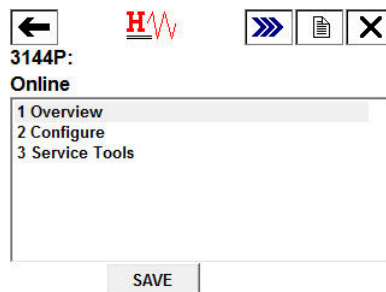 H
3144P:
Online
1 Overview
2 Configure
3 Service Tools
SAVE